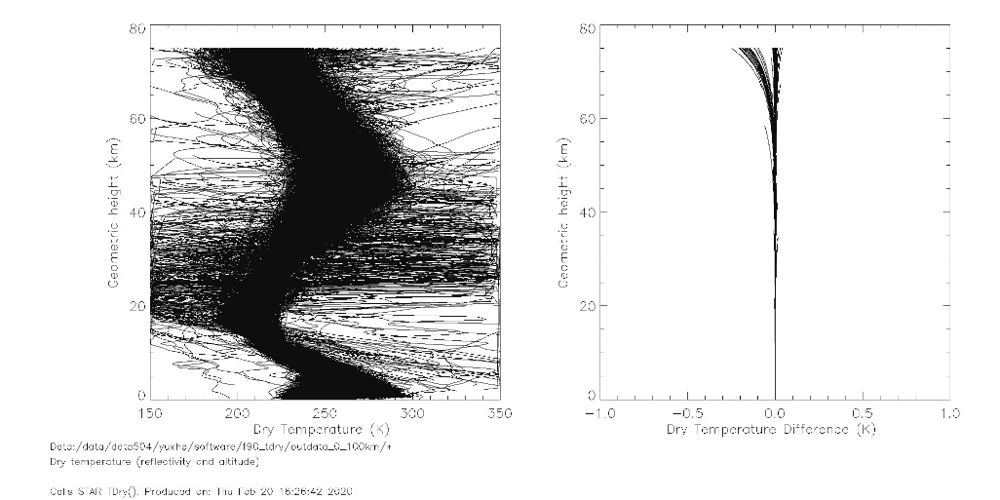 80
60
40
20
0
Geometric height (km)
150 200 250 300 350
Dry Temperature (K)
80
60
40
20
0
Geometric height (km)
-1.0 -0.5 0.0 0.5 1.0
Dry Temperature Difference (K)
Data:/data/data504/yuxhe/software/f90_tdry/outdata_0_100km/*
Dry temperature (reflectivity and altitude)
Calls STAR TDry(). Produced on: Thu Feb 20 16:26:42 2020